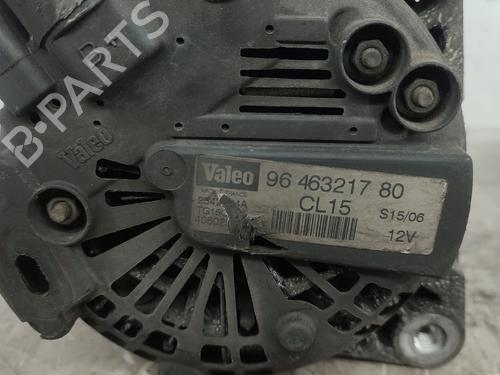 B+
B-PARTS
Valeo
Valeo 96 463217 80
CL15 S15/06
12V